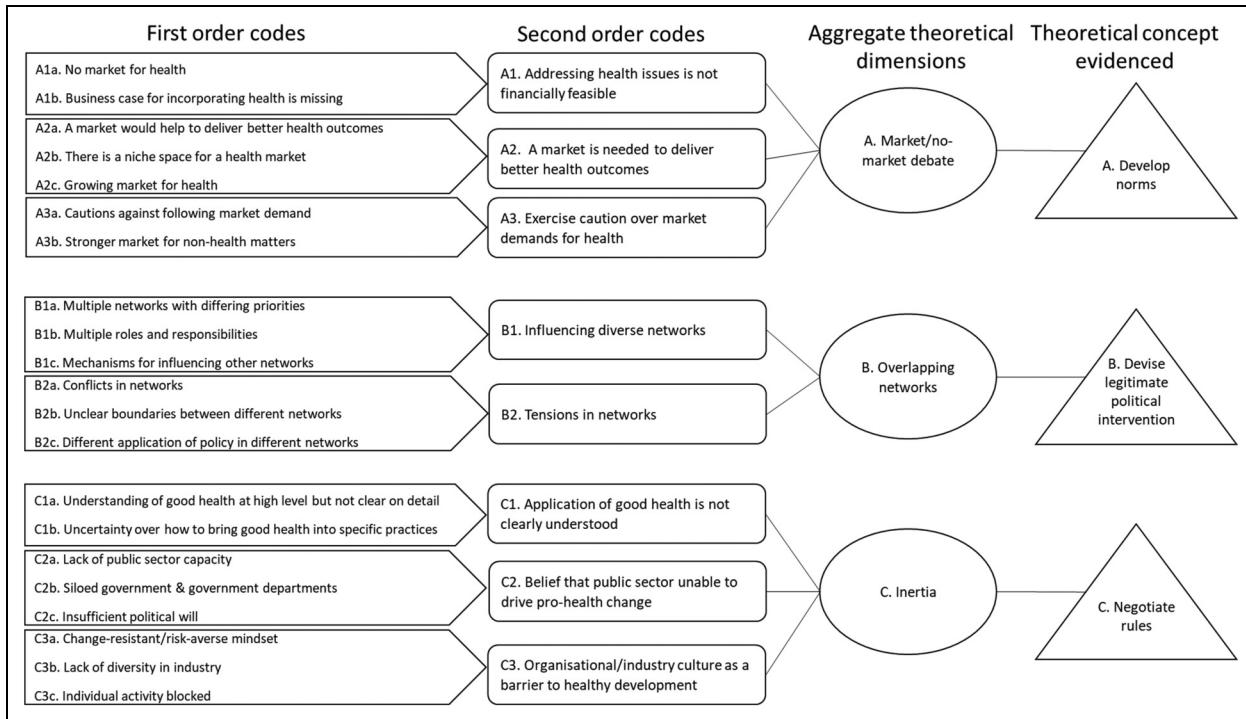 First order codes
Second order codes
Aggregate theoretical
dimensions
Theoretical concept
evidenced
A1a. No market for health
A1b. Business case for incorporating health is missing
A1. Addressing health issues is not
financially feasible
A2a. A market would help to deliver better health outcomes
A2b. There is a niche space for a health market
A2c. Growing market for health
A2.  A market is needed to deliver
better health outcomes
A3a. Cautions against following market demand
A3b. Stronger market for non-health matters
A3. Exercise caution over market
demands for health
A. Market/no-
market debate
A. Develop
norms
B1a. Multiple networks with differing priorities
B1b. Multiple roles and responsibilities
B1c. Mechanisms for influencing other networks
B1. Influencing diverse networks
B2a. Conflicts in networks
B2b. Unclear boundaries between different networks
B2c. Different application of policy in different networks
B2. Tensions in networks
B. Overlapping
networks
B. Devise
legitimate
political
intervention
C1a. Understanding of good health at high level but not clear on detail
C1b. Uncertainty over how to bring good health into specific practices
C1. Application of good health is not
clearly understood
C2a. Lack of public sector capacity
C2b. Siloed government & government departments
C2c. Insufficient political will
C2. Belief that public sector unable to
drive pro-health change
C3a. Change-resistant/risk-averse mindset
C3b. Lack of diversity in industry
C3c. Individual activity blocked
C3. Organisational/industry culture as a
barrier to healthy development
C. Inertia
C. Negotiate
rules